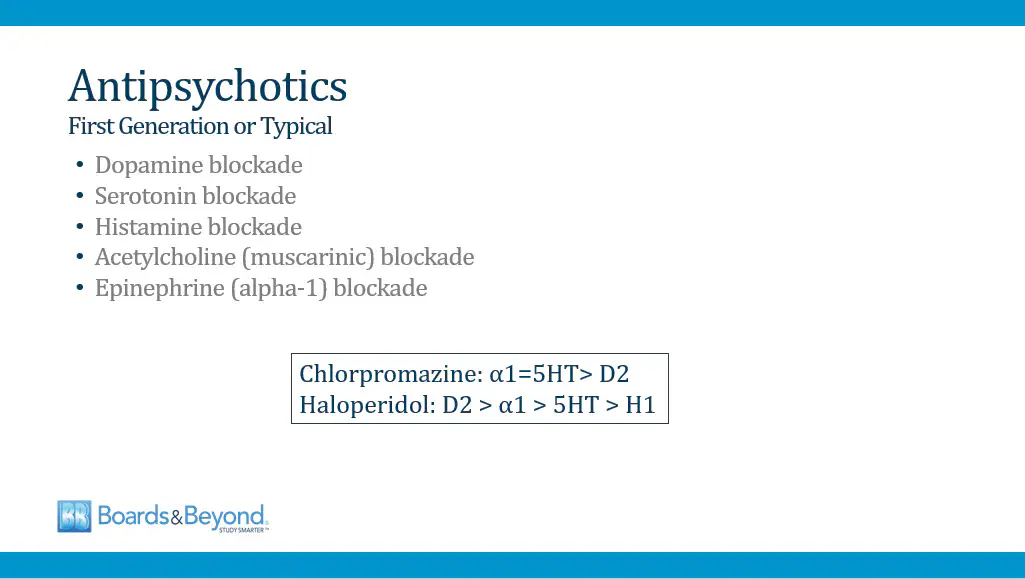 Antipsychotics
First Generation or Typical
• Dopamine blockade
• Serotonin blockade
• Histamine blockade
• Acetylcholine (muscarinic) blockade
• Epinephrine (alpha-1) blockade
Chlorpromazine: α1=5HT> D2
Haloperidol: D2 > α1 > 5HT > H1
BB Boards&Beyond®
STUDY SMARTER™